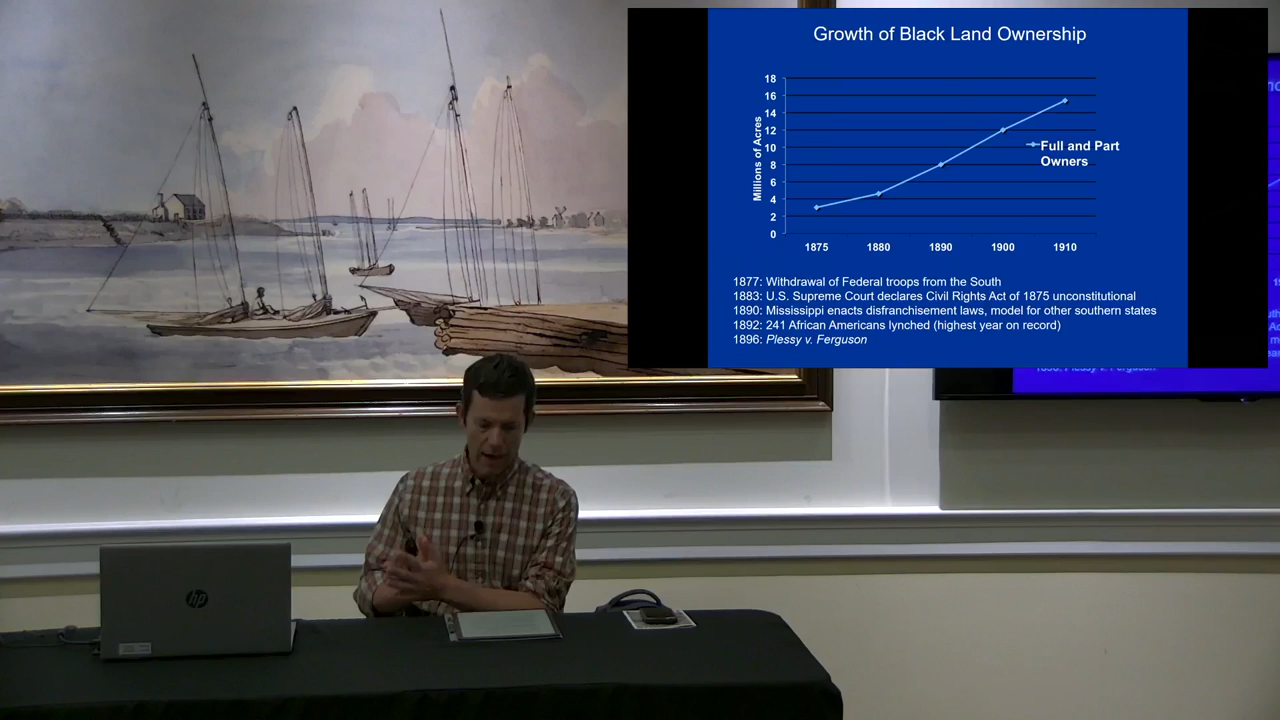 Growth of Black Land Ownership
18
16
14
12
10
8
6
4
2
0
Millions of Acres
Full and Part
Owners
1875 1880 1890 1900 1910
1877: Withdrawal of Federal troops from the South
1883: U.S. Supreme Court declares Civil Rights Act of 1875 unconstitutional
1890: Mississippi enacts disfranchisement laws, model for other southern states
1892: 241 African Americans lynched (highest year on record)
1896: Plessy v. Ferguson
1896: Plessy v. Ferguson
hp